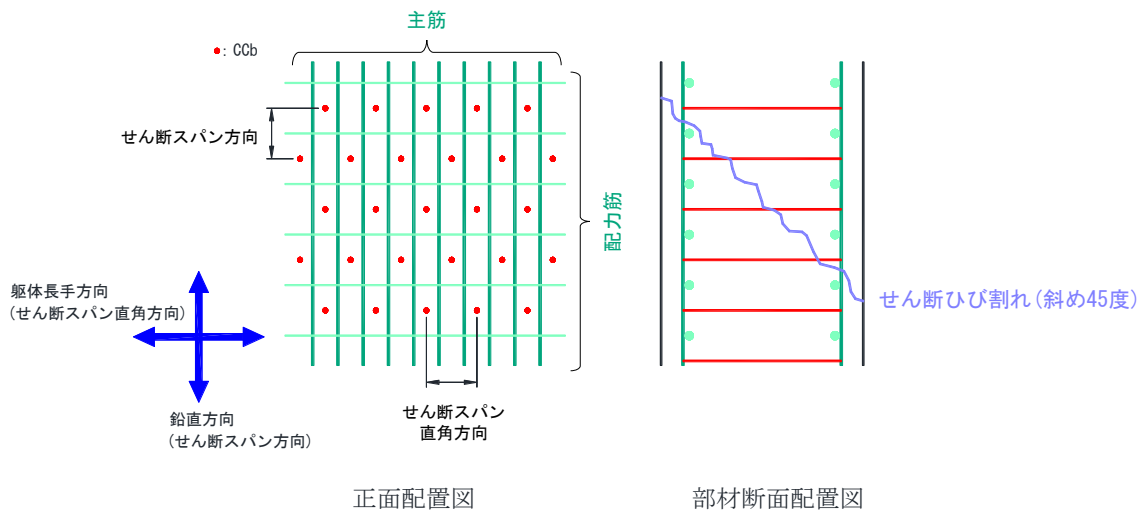 主筋
●: CCb
せん断スパン方向
配力筋
せん断ひび割れ(斜め45度)
躯体長手方向
(せん断スパン直角方向)
せん断スパン
直角方向
鉛直方向
(せん断スパン方向)
正面配置図
部材断面配置図